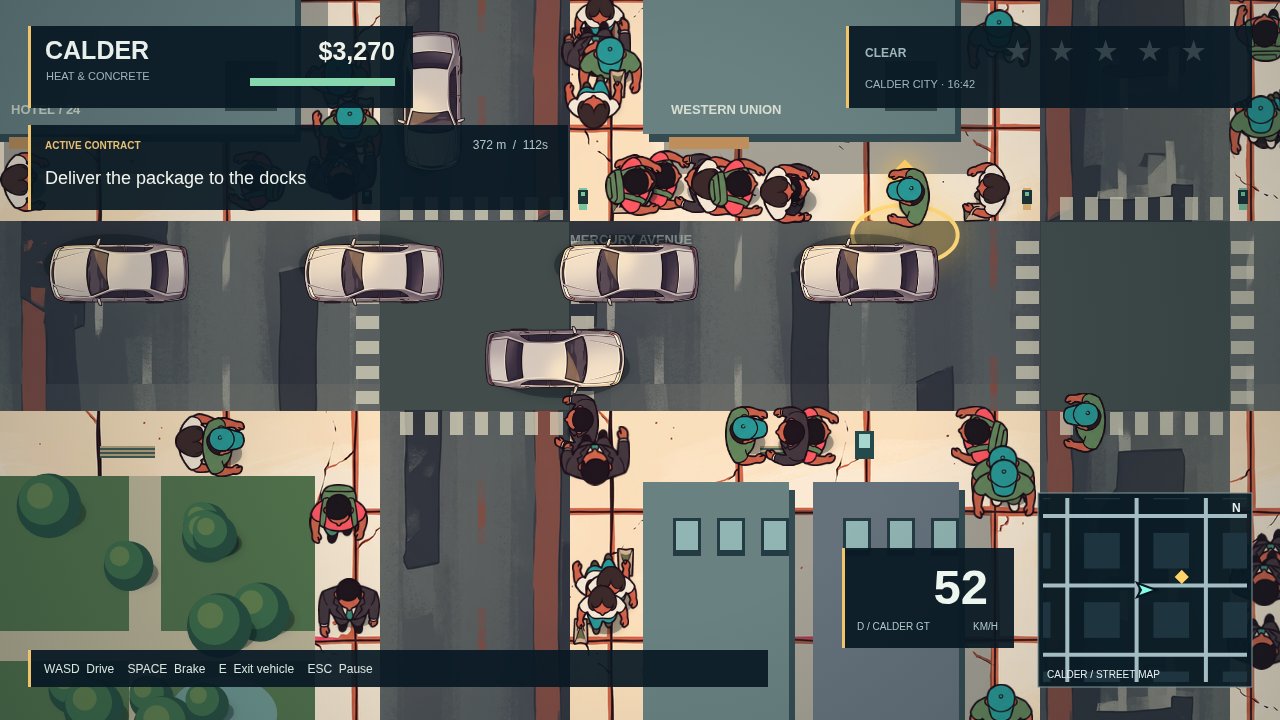 CALDER
$3,270
HEAT & CONCRETE
HOTEL / 24
ACTIVE CONTRACT
372 m / 112s
Deliver the package to the docks
WESTERN UNION
CLEAR
CALDER CITY · 16:42
MERCURY AVENUE
52
D / CALDER GT
KM/H
N
CALDER / STREET MAP
WASD Drive SPACE Brake E Exit vehicle ESC Pause